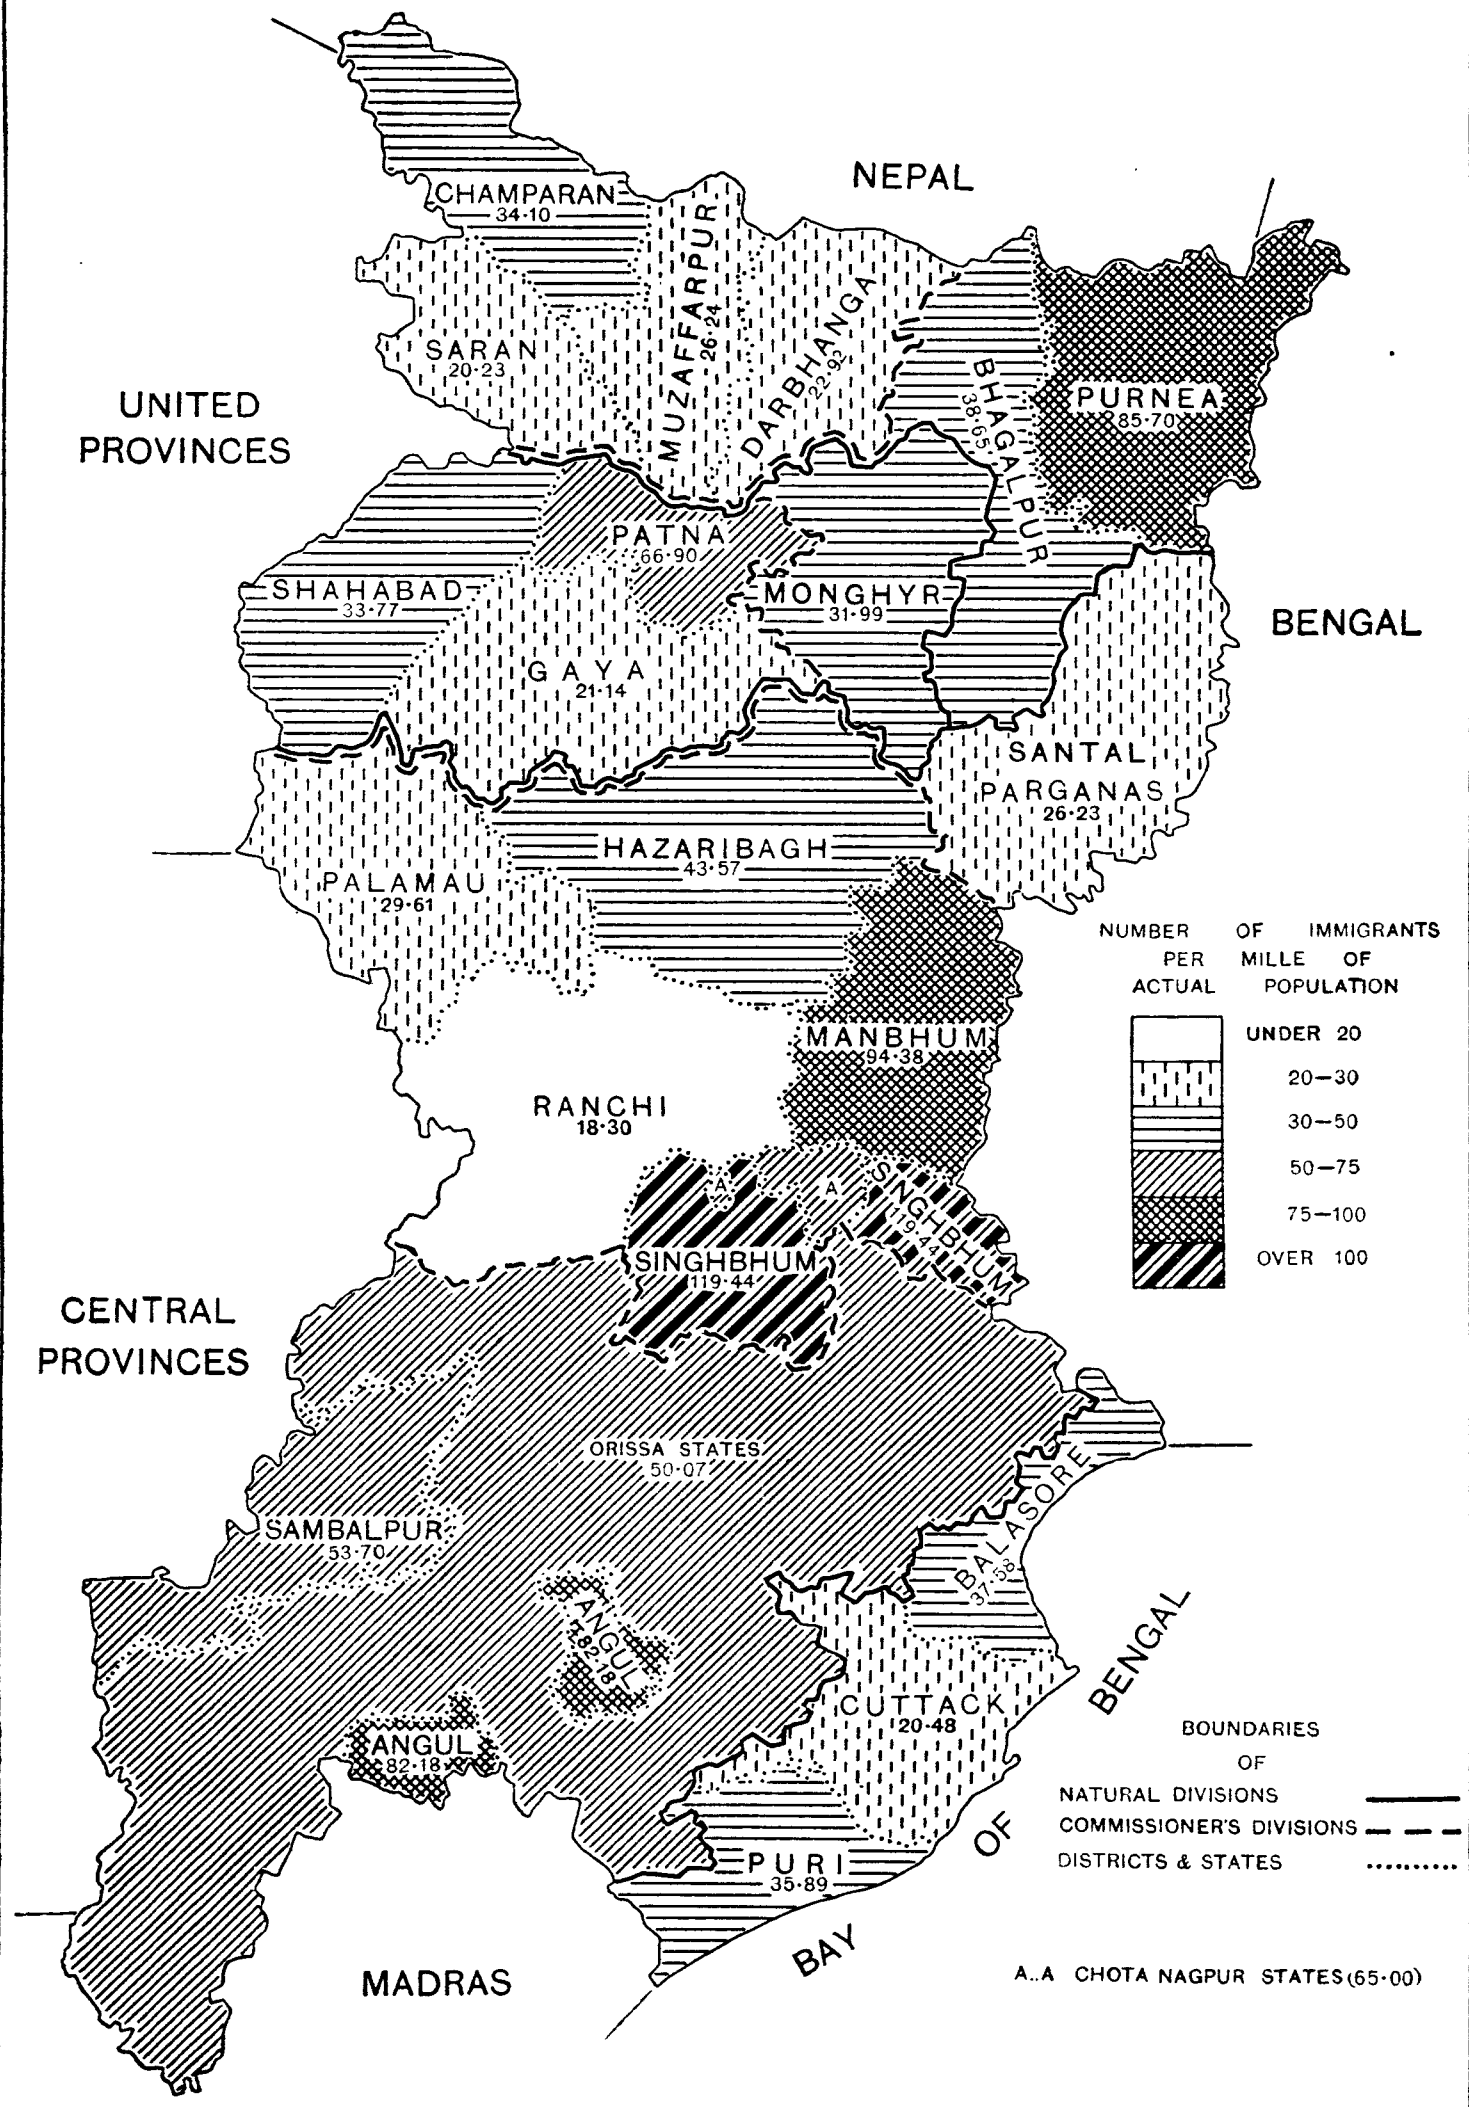 NEPAL
CHAMPARAN
34·10
MUZAFFARPUR
26·24
DARBHANGA
22·92
SARAN
20·23
BHAGALPUR
38·65
PURNEA
85·70
UNITED
PROVINCES
PATNA
66·90
SHAHABAD
33·77
MONGHYR
31·99
BENGAL
GAYA
21·14
SANTAL
PARGANAS
26·23
HAZARIBAGH
43·57
PALAMAU
29·61
NUMBER OF IMMIGRANTS
PER MILLE OF
ACTUAL POPULATION
UNDER 20
20—30
30—50
50—75
75—100
OVER 100
MANBHUM
94·38
RANCHI
18·30
A
A
SINGHBHUM
119·44
SINGHBHUM
119·44
CENTRAL
PROVINCES
ORISSA STATES
50·07
BALASORE
37·58
SAMBALPUR
53·70
ANGUL
82·18
ANGUL
82·18
CUTTACK
20·48
PURI
35·89
BAY OF BENGAL
BOUNDARIES
OF
NATURAL DIVISIONS
COMMISSIONER'S DIVISIONS
DISTRICTS & STATES
MADRAS
A..A CHOTA NAGPUR STATES (65·00)